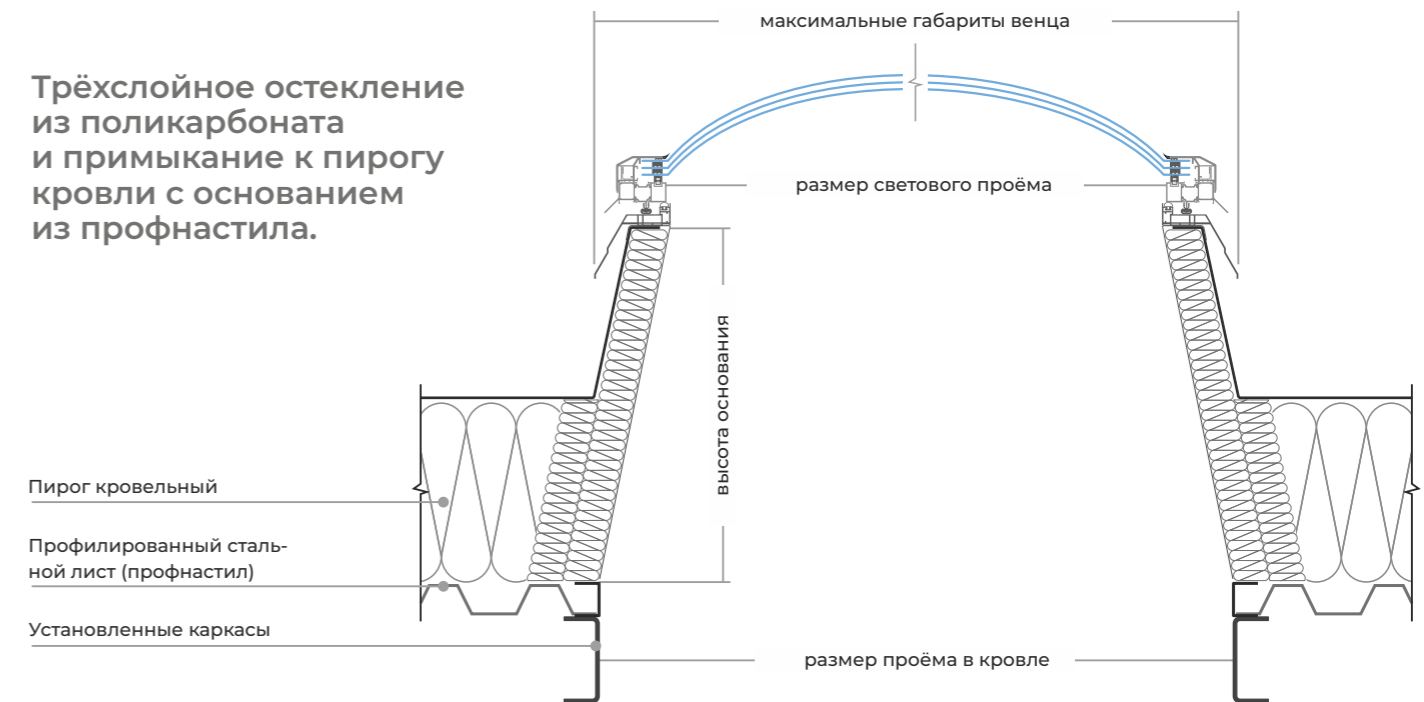 максимальные габариты венца
Трёхслойное остекление
из поликарбоната
и примыкание к пирогу
кровли с основанием
из профнастила.
размер светового проёма
высота основания
Пирог кровельный
Профилированный сталь-
ной лист (профнастил)
Установленные каркасы
размер проёма в кровле